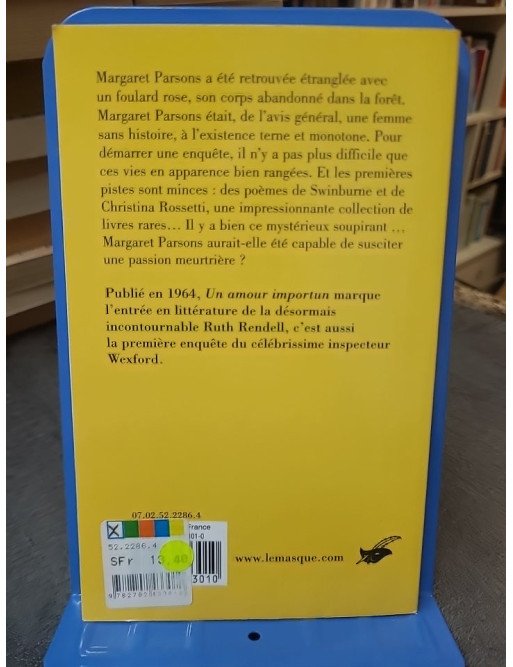 Margaret Parsons a été retrouvée étranglée avec
un foulard rose, son corps abandonné dans la forêt.
Margaret Parsons était, de l'avis général, une femme
sans histoire, à l'existence terne et monotone. Pour
démarrer une enquête, il n'y a pas plus difficile que
ces vies en apparence bien rangées. Et les premières
pistes sont minces : des poèmes de Swinburne et de
Christina Rossetti, une impressionnante collection de
livres rares… Il y a bien ce mystérieux soupirant …
Margaret Parsons aurait-elle été capable de susciter
une passion meurtrière ?
Publié en 1964, Un amour importun marque
l'entrée en littérature de la désormais
incontournable Ruth Rendell, c'est aussi
la première enquête du célébrissime inspecteur
Wexford.
07.02.52.2286.4
France
52.2286.4
SFr 13.
3010
www.lemasque.com